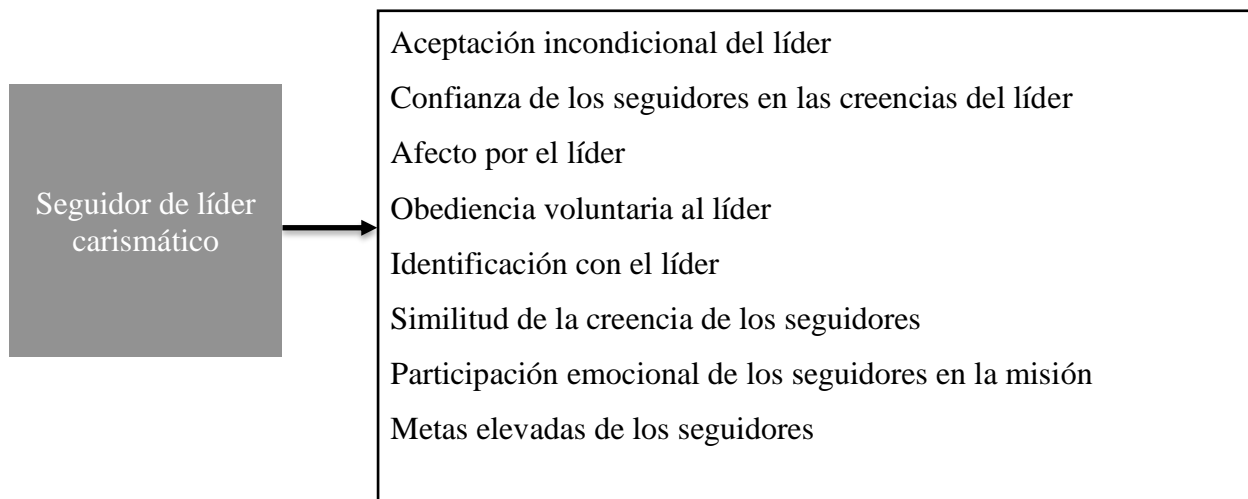 Seguidor de líder
carismático
Aceptación incondicional del líder
Confianza de los seguidores en las creencias del líder
Afecto por el líder
Obediencia voluntaria al líder
Identificación con el líder
Similitud de la creencia de los seguidores
Participación emocional de los seguidores en la misión
Metas elevadas de los seguidores